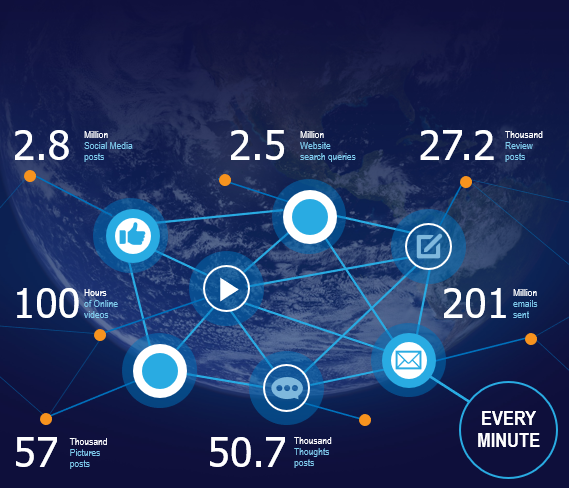 2.8 Million
Social Media
posts
2.5 Million
Website
search queries
27.2 Thousand
Review
posts
100 Hours
of Online
videos
201 Million
emails
sent
57 Thousand
Pictures
posts
50.7 Thousand
Thoughts
posts
EVERY
MINUTE